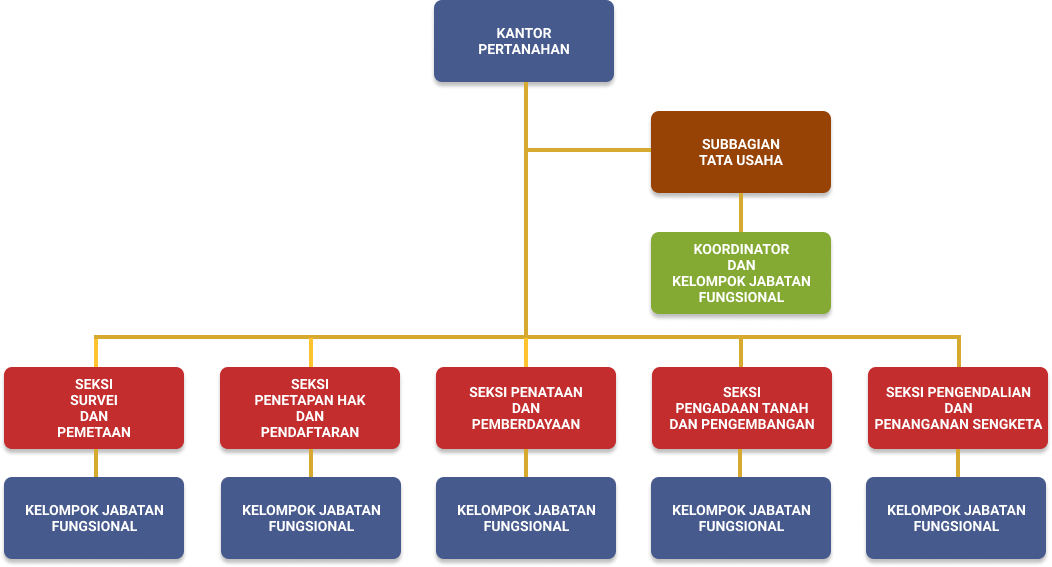 KANTOR
PERTANAHAN
SUBBAGIAN
TATA USAHA
KOORDINATOR
DAN
KELOMPOK JABATAN
FUNGSIONAL
SEKSI
SURVEI
DAN
PEMETAAN
SEKSI
PENETAPAN HAK
DAN
PENDAFTARAN
SEKSI PENATAAN
DAN
PEMBERDAYAAN
SEKSI
PENGADAAN TANAH
DAN PENGEMBANGAN
SEKSI PENGENDALIAN
DAN
PENANGANAN SENGKETA
KELOMPOK JABATAN
FUNGSIONAL
KELOMPOK JABATAN
FUNGSIONAL
KELOMPOK JABATAN
FUNGSIONAL
KELOMPOK JABATAN
FUNGSIONAL
KELOMPOK JABATAN
FUNGSIONAL